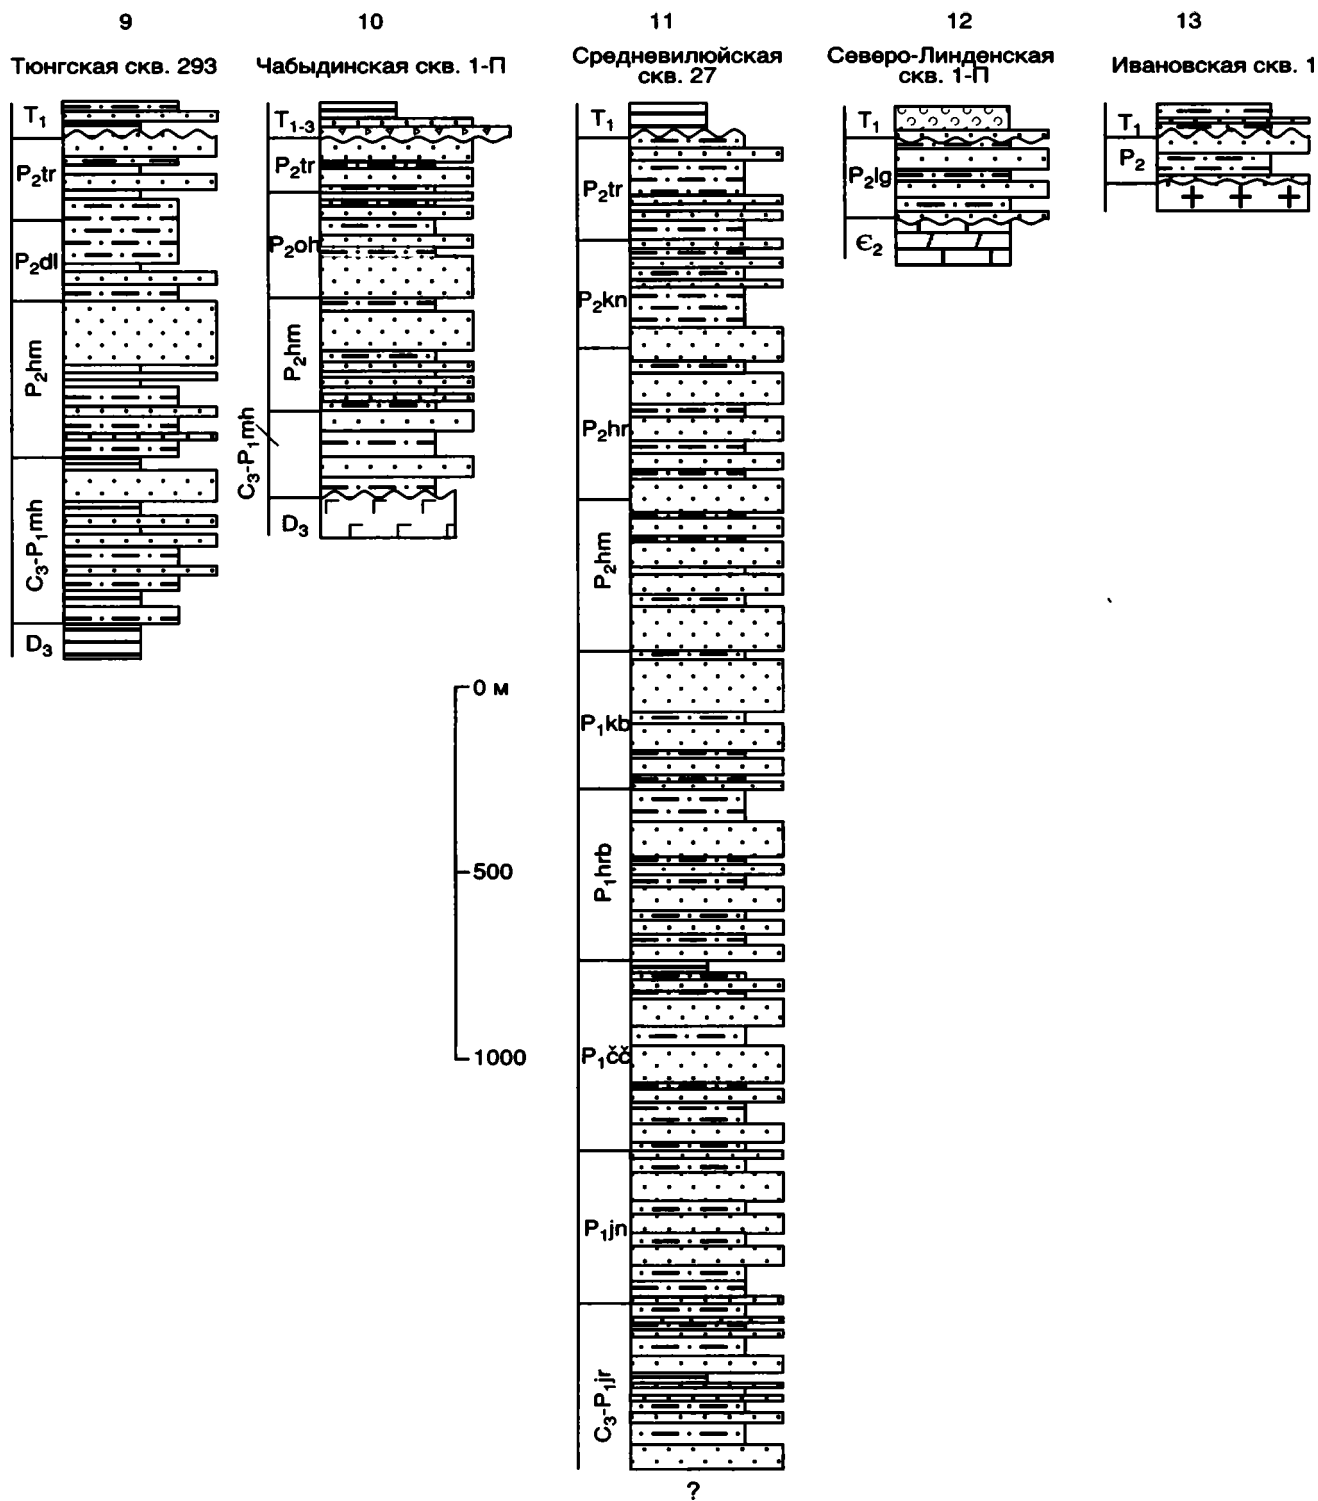 9
Тюнгская скв. 293
T₁
P₂tr
P₂dl
P₂hm
C₃-P₁mh
D₃
10
Чабыдинская скв. 1-П
T₁₋₃
P₂tr
P₂oh
P₂hm
C₃-P₁mh
D₃
0 м
500
1000
11
Средневилюйская
скв. 27
T₁
P₂tr
P₂kn
P₂hr
P₂hm
P₁kb
P₁hrb
P₁čč
P₁jn
C₃-P₁jr
?
12
Северо-Линденская
скв. 1-П
T₁
P₂lg
Є₂
13
Ивановская скв. 1
T₁
P₂